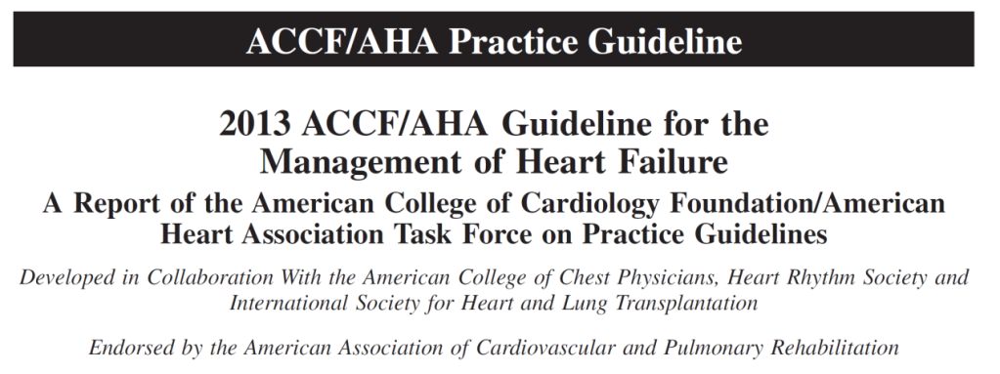 ACCF/AHA Practice Guideline
2013 ACCF/AHA Guideline for the
Management of Heart Failure
A Report of the American College of Cardiology Foundation/American
Heart Association Task Force on Practice Guidelines
Developed in Collaboration With the American College of Chest Physicians, Heart Rhythm Society and
International Society for Heart and Lung Transplantation
Endorsed by the American Association of Cardiovascular and Pulmonary Rehabilitation